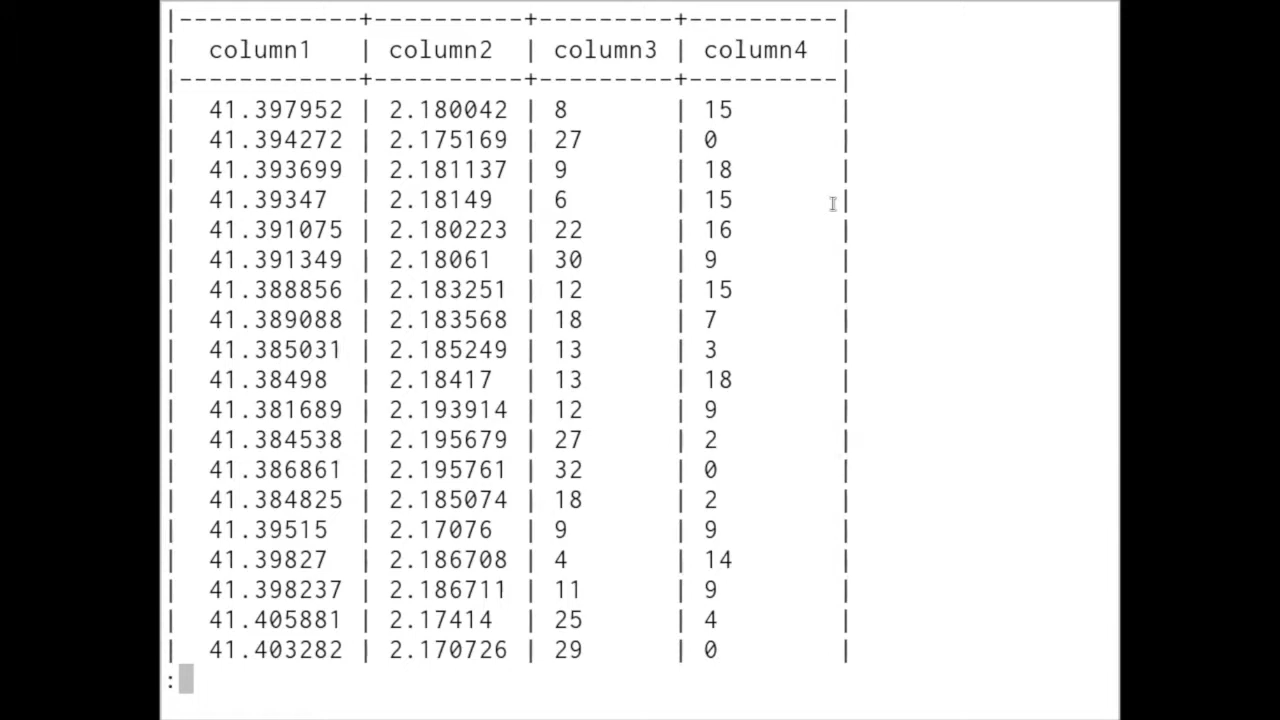 |------------+----------+---------+----------|
|  column1   | column2  | column3 | column4  |
|------------+----------+---------+----------|
|  41.397952 | 2.180042 | 8       | 15       |
|  41.394272 | 2.175169 | 27      | 0        |
|  41.393699 | 2.181137 | 9       | 18       |
|  41.39347  | 2.18149  | 6       | 15       |
|  41.391075 | 2.180223 | 22      | 16       |
|  41.391349 | 2.18061  | 30      | 9        |
|  41.388856 | 2.183251 | 12      | 15       |
|  41.389088 | 2.183568 | 18      | 7        |
|  41.385031 | 2.185249 | 13      | 3        |
|  41.38498  | 2.18417  | 13      | 18       |
|  41.381689 | 2.193914 | 12      | 9        |
|  41.384538 | 2.195679 | 27      | 2        |
|  41.386861 | 2.195761 | 32      | 0        |
|  41.384825 | 2.185074 | 18      | 2        |
|  41.39515  | 2.17076  | 9       | 9        |
|  41.39827  | 2.186708 | 4       | 14       |
|  41.398237 | 2.186711 | 11      | 9        |
|  41.405881 | 2.17414  | 25      | 4        |
|  41.403282 | 2.170726 | 29      | 0        |
: